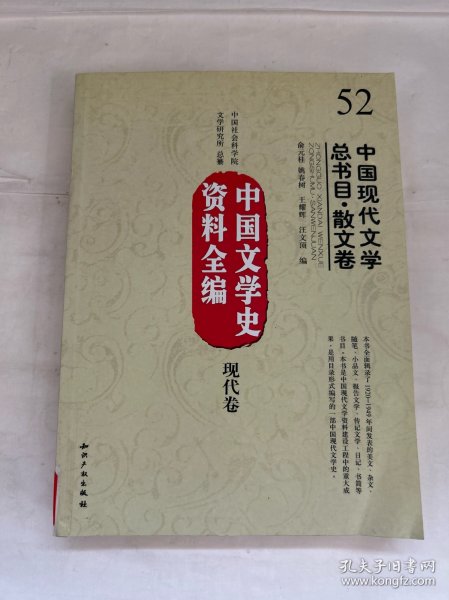 52
中国现代文学
总书目·散文卷
ZHONGGUO XIANDAI WENXUE
ZONGSHUMU·SANWENJUAN
俞元桂 姚春树 王耀辉 汪文顶 编
中国社会科学院
文学研究所 总纂
中国文学史
资料全编
现代卷
本书全面辑录了1920—1949年间发表的美文、杂文、
随笔、小品文、报告文学、传记文学、日记、书简等
书目。本书是中国现代文学资料建设工程中的重大成
果,是用目录形式编写的一部中国现代文学史。
知识产权出版社
孔夫子旧书网
www.kongfz.com